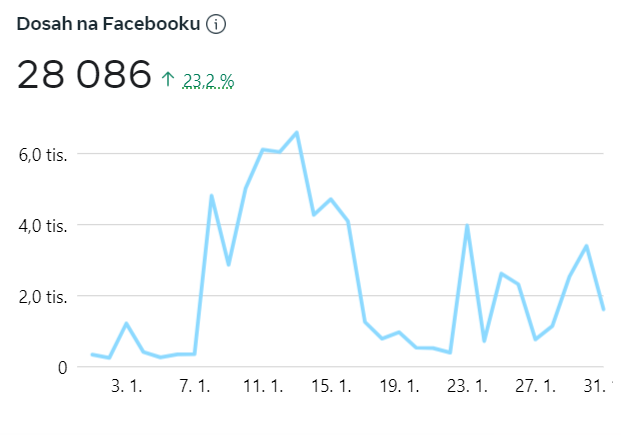 Dosah na Facebooku
28 086 ↑ 23,2 %
6,0 tis.
4,0 tis.
2,0 tis.
0
3. 1. 7. 1. 11. 1. 15. 1. 19. 1. 23. 1. 27. 1. 31.